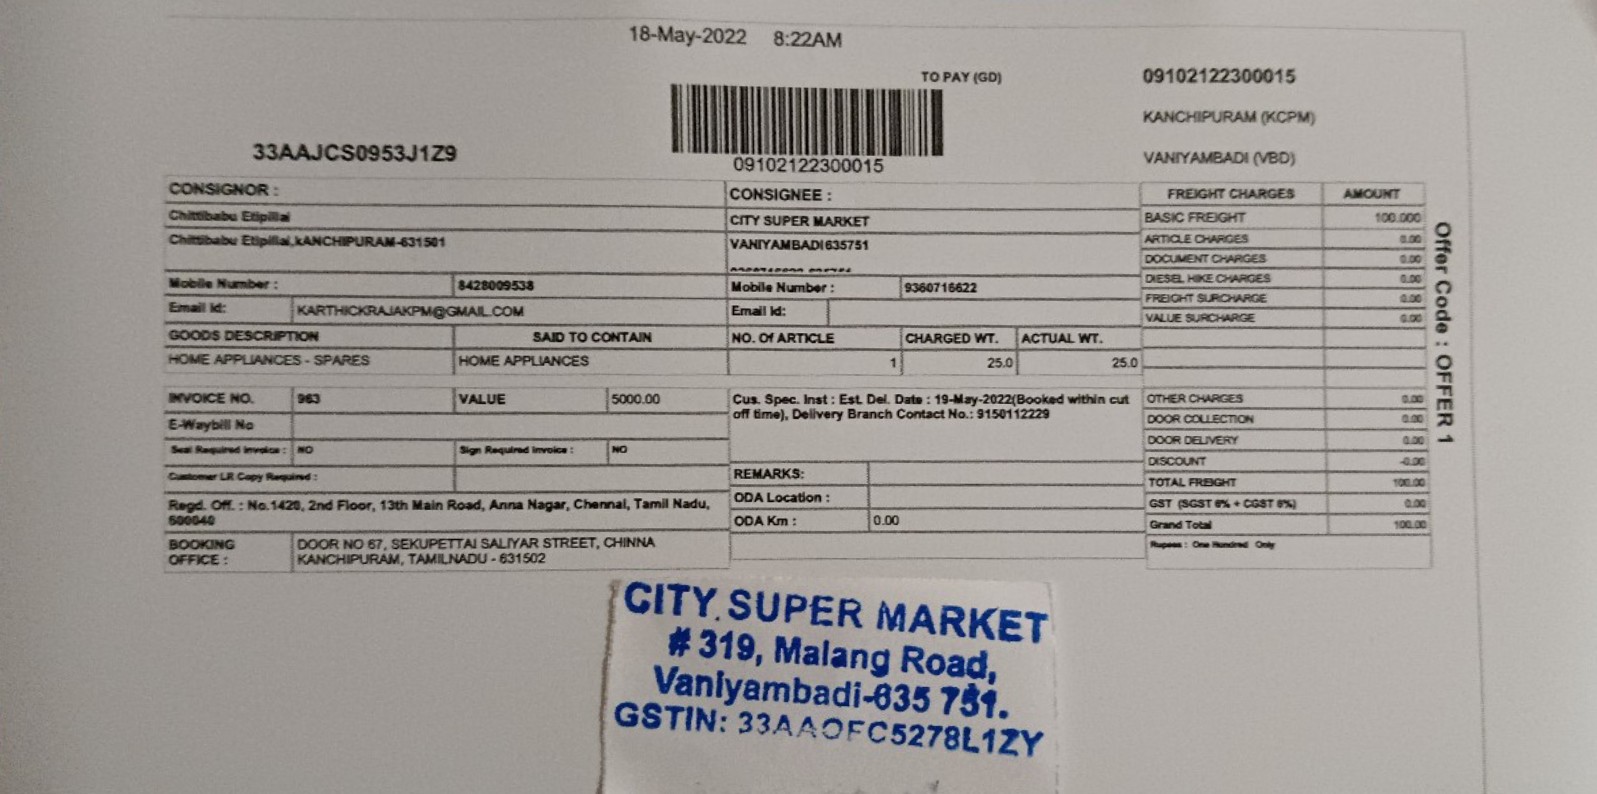 18-May-2022 8:22AM
TO PAY (GD)
09102122300015
KANCHIPURAM (KCPM)
VANIYAMBADI (VBD)
33AAJCS0953J1Z9
09102122300015
CONSIGNOR :
Chittibabu Etipillai
Chittibabu Etipillai,kANCHIPURAM-631501
Mobile Number : 8428009538
Email Id: KARTHICKRAJAKPM@GMAIL.COM
GOODS DESCRIPTION SAID TO CONTAIN
HOME APPLIANCES - SPARES HOME APPLIANCES
CONSIGNEE :
CITY SUPER MARKET
VANIYAMBADI 635751
Mobile Number : 9360716622
Email Id:
NO. Of ARTICLE CHARGED WT. ACTUAL WT.
1 25.0 25.0
INVOICE NO. 963 VALUE 5000.00
E-Waybill No
Seal Required Invoice : NO Sign Required Invoice : NO
Customer LR Copy Required :
Regd. Off. : No.1420, 2nd Floor, 13th Main Road, Anna Nagar, Chennai, Tamil Nadu,
600040
BOOKING OFFICE : DOOR NO 67, SEKUPETTAI SALIYAR STREET, CHINNA
KANCHIPURAM, TAMILNADU - 631502
Cus. Spec. Inst : Est. Del. Date : 19-May-2022(Booked within cut
off time), Delivery Branch Contact No.: 9150112229
REMARKS:
ODA Location :
ODA Km : 0.00
FREIGHT CHARGES AMOUNT
BASIC FREIGHT 100.000
ARTICLE CHARGES 0.00
DOCUMENT CHARGES 0.00
DIESEL HIKE CHARGES 0.00
FREIGHT SURCHARGE 0.00
VALUE SURCHARGE 0.00
OTHER CHARGES 0.00
DOOR COLLECTION 0.00
DOOR DELIVERY 0.00
DISCOUNT -0.00
TOTAL FREIGHT 100.00
GST (SGST 6% + CGST 6%) 0.00
Grand Total 100.00
Rupees : One Hundred Only
Offer Code : OFFER 1
CITY SUPER MARKET
# 319, Malang Road,
Vaniyambadi-635 751.
GSTIN: 33AAOFC5278L1ZY